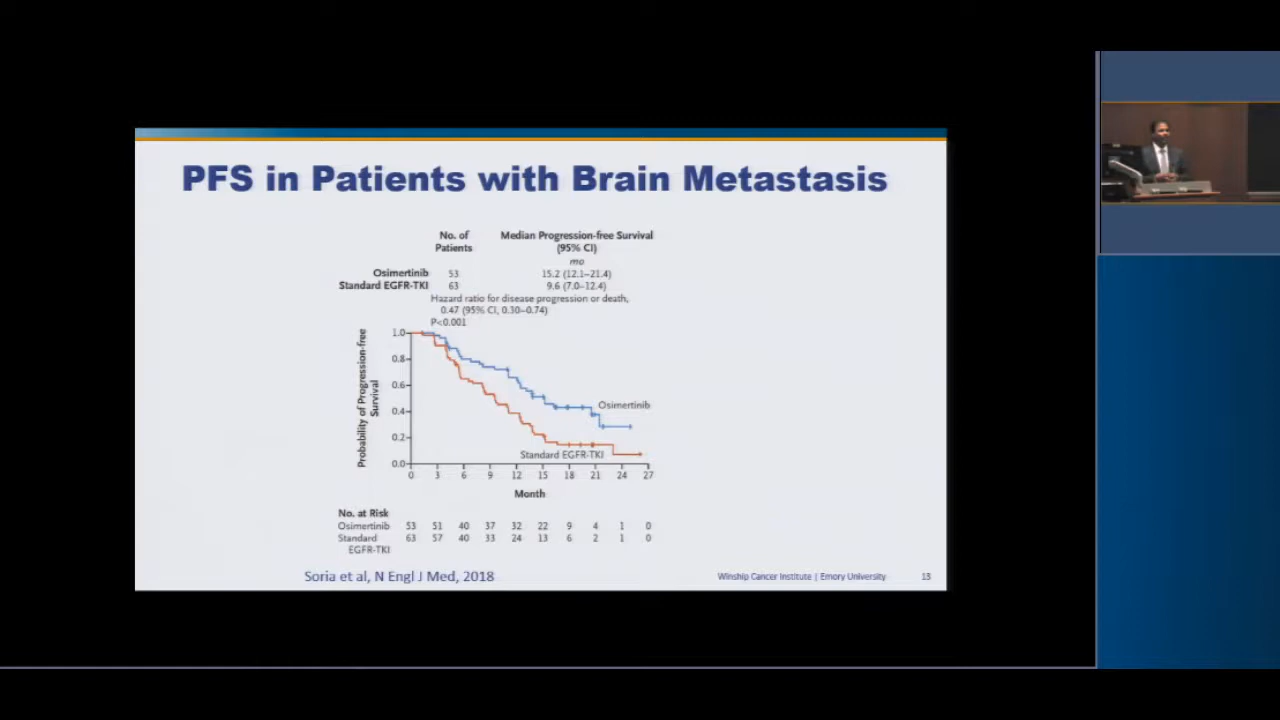 PFS in Patients with Brain Metastasis
No. of Patients Median Progression-free Survival (95% CI)
mo
Osimertinib 53 15.2 (12.1–21.4)
Standard EGFR-TKI 63 9.6 (7.0–12.4)
Hazard ratio for disease progression or death,
0.47 (95% CI, 0.30–0.74)
P<0.001
Probability of Progression-free Survival
1.0
0.8
0.6
0.4
0.2
0.0
Osimertinib
Standard EGFR-TKI
0 3 6 9 12 15 18 21 24 27
Month
No. at Risk
Osimertinib 53 51 40 37 32 22 9 4 1 0
Standard EGFR-TKI 63 57 40 33 24 13 6 2 1 0
Soria et al, N Engl J Med, 2018
Winship Cancer Institute | Emory University 13